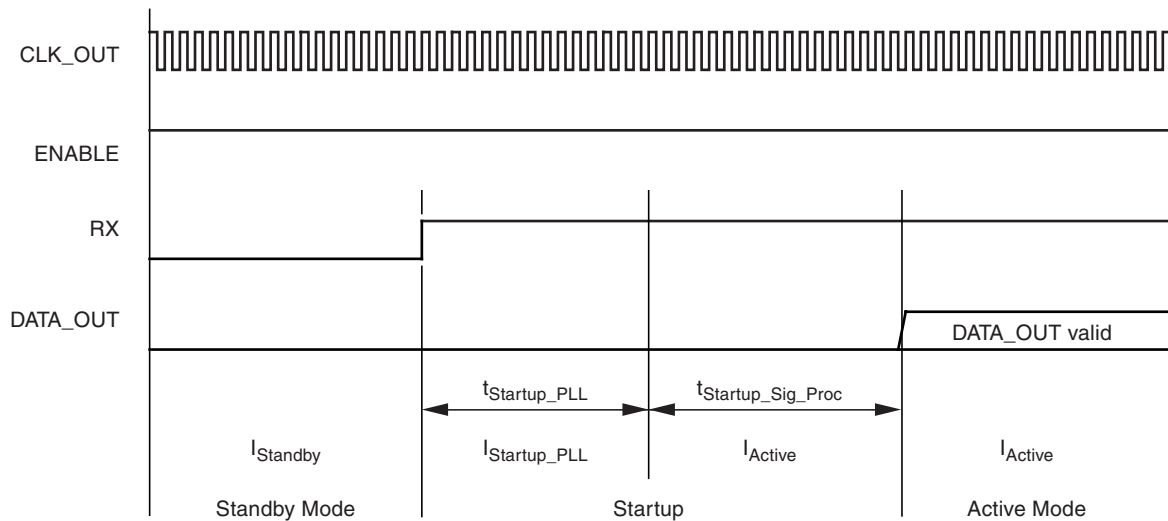 CLK_OUT
ENABLE
RX
DATA_OUT
DATA_OUT valid
tStartup_PLL
tStartup_Sig_Proc
IStandby
IStartup_PLL
IActive
IActive
Standby Mode
Startup
Active Mode